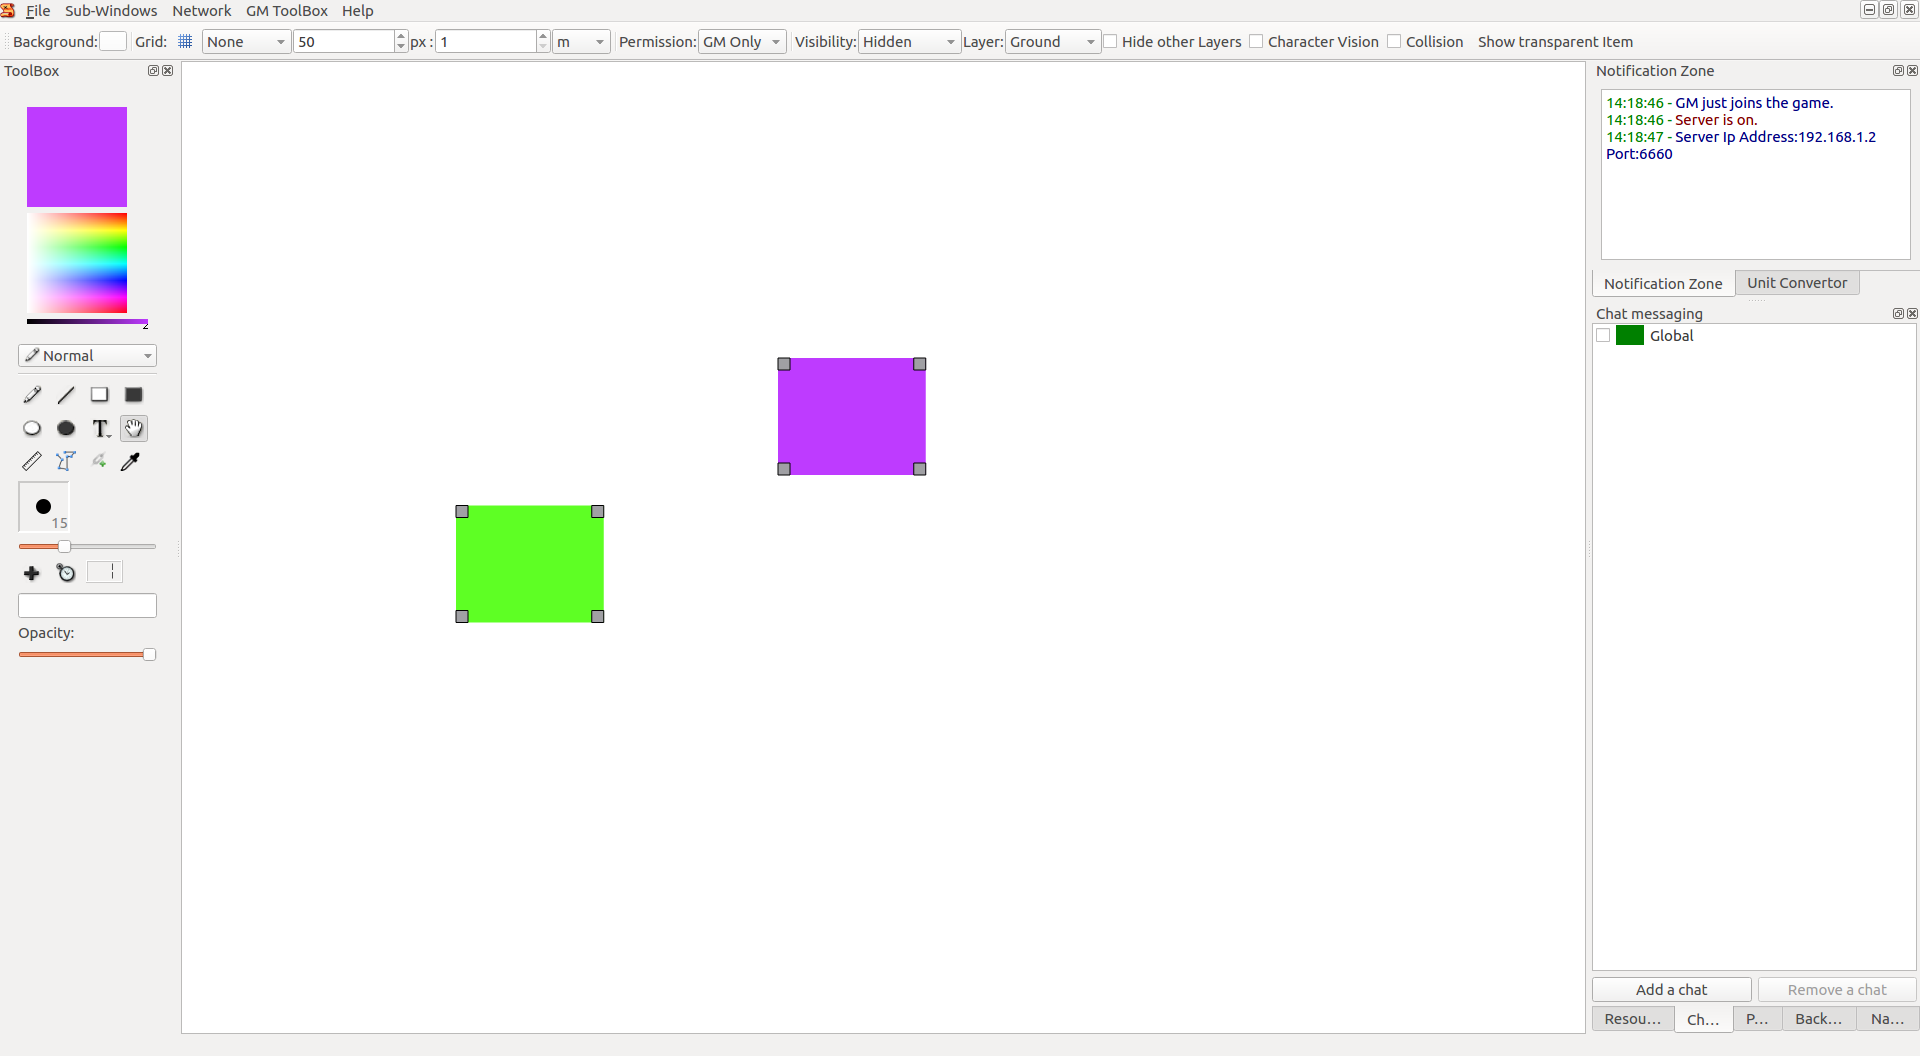 File Sub-Windows Network GM ToolBox Help
Background: Grid: None 50 px : 1 m Permission: GM Only Visibility: Hidden Layer: Ground Hide other Layers Character Vision Collision Show transparent Item
ToolBox
Normal
T
15
Opacity:
Notification Zone
14:18:46 - GM just joins the game.
14:18:46 - Server is on.
14:18:47 - Server Ip Address:192.168.1.2
Port:6660
Notification Zone Unit Convertor
Chat messaging
Global
Add a chat Remove a chat
Resou... Ch... P... Back... Na...